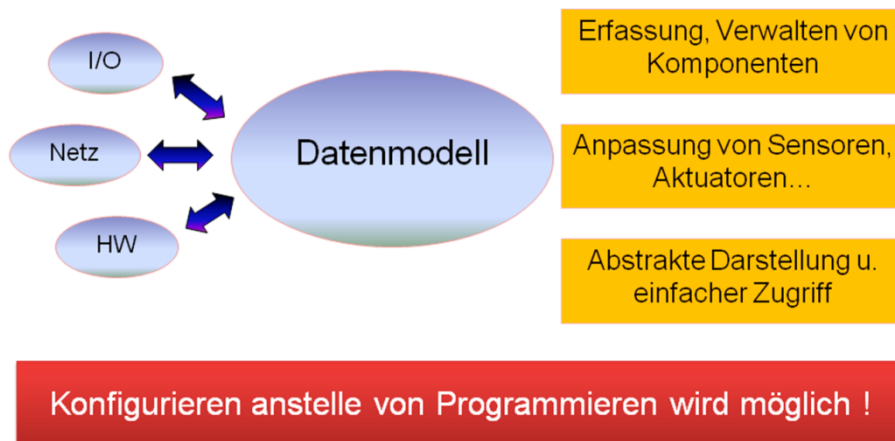 I/O
Netz
HW
Datenmodell
Erfassung, Verwalten von
Komponenten
Anpassung von Sensoren,
Aktuatoren...
Abstrakte Darstellung u.
einfacher Zugriff
Konfigurieren anstelle von Programmieren wird möglich !